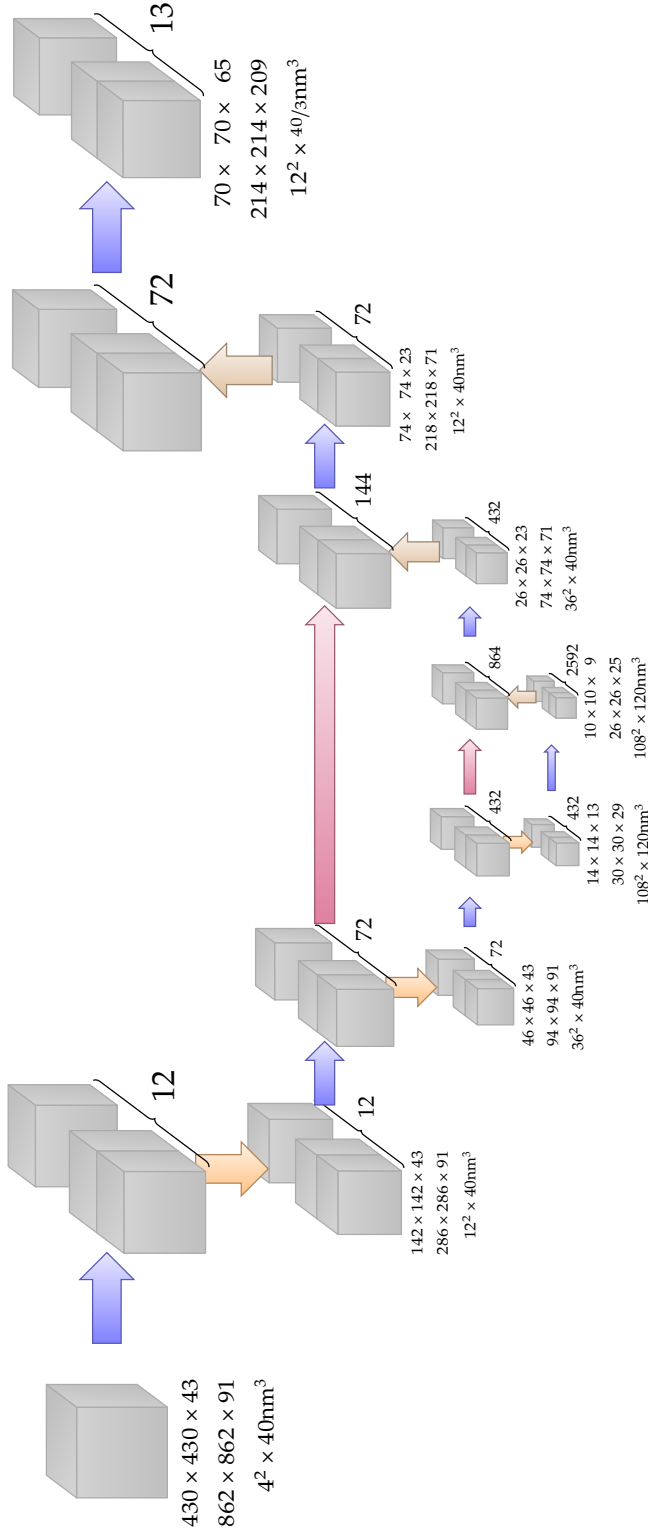 430 × 430 × 43
862 × 862 × 91
4² × 40nm³
12
12
142 × 142 × 43
286 × 286 × 91
12² × 40nm³
72
72
46 × 46 × 43
94 × 94 × 91
36² × 40nm³
432
432
14 × 14 × 13
30 × 30 × 29
108² × 120nm³
864
2592
10 × 10 × 9
26 × 26 × 25
108² × 120nm³
144
432
26 × 26 × 23
74 × 74 × 71
36² × 40nm³
72
72
74 × 74 × 23
218 × 218 × 71
12² × 40nm³
13
70 × 70 × 65
214 × 214 × 209
12² × 40/3nm³